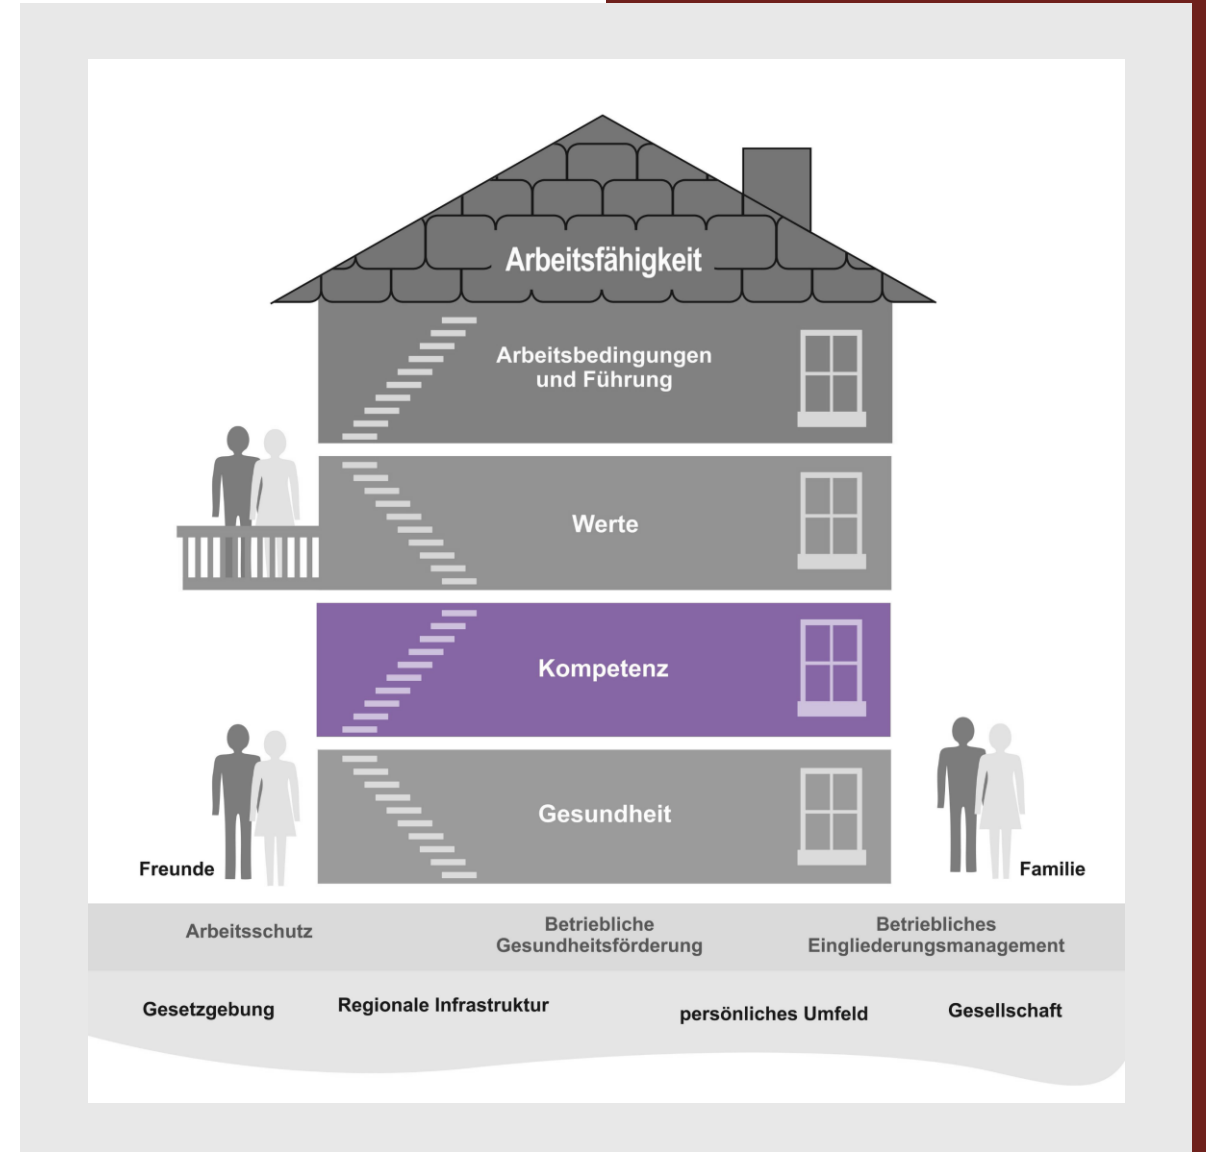 Arbeitsfähigkeit
Arbeitsbedingungen
und Führung
Werte
Kompetenz
Gesundheit
Freunde
Familie
Arbeitsschutz
Betriebliche
Gesundheitsförderung
Betriebliches
Eingliederungsmanagement
Gesetzgebung
Regionale Infrastruktur
persönliches Umfeld
Gesellschaft